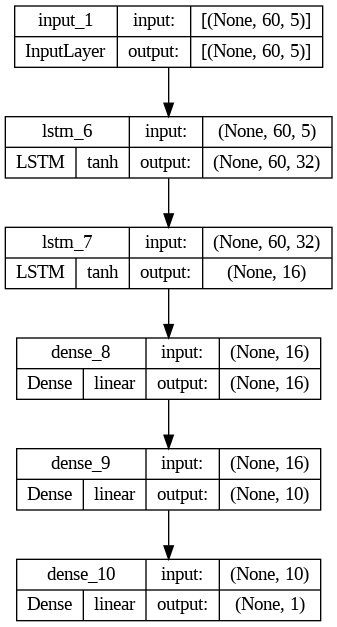 input_1 input: [(None, 60, 5)]
InputLayer output: [(None, 60, 5)]
lstm_6 input: (None, 60, 5)
LSTM tanh output: (None, 60, 32)
lstm_7 input: (None, 60, 32)
LSTM tanh output: (None, 16)
dense_8 input: (None, 16)
Dense linear output: (None, 16)
dense_9 input: (None, 16)
Dense linear output: (None, 10)
dense_10 input: (None, 10)
Dense linear output: (None, 1)